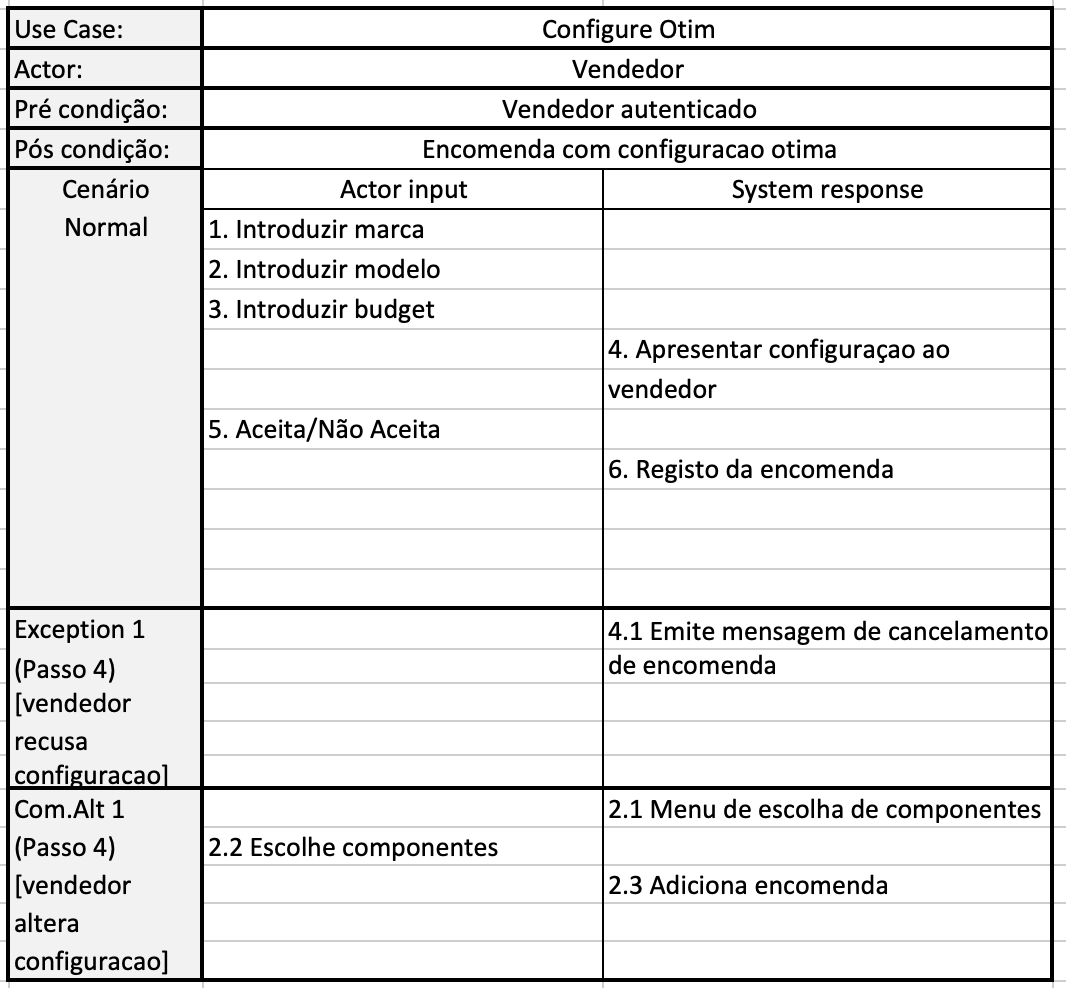 Use Case: Configure Otim
Actor: Vendedor
Pré condição: Vendedor autenticado
Pós condição: Encomenda com configuracao otima
Cenário Normal
Actor input System response
1. Introduzir marca
2. Introduzir modelo
3. Introduzir budget
4. Apresentar configuraçao ao
vendedor
5. Aceita/Não Aceita
6. Registo da encomenda
Exception 1
(Passo 4)
[vendedor
recusa
configuracao]
4.1 Emite mensagem de cancelamento
de encomenda
Com.Alt 1
(Passo 4)
[vendedor
altera
configuracao]
2.1 Menu de escolha de componentes
2.2 Escolhe componentes
2.3 Adiciona encomenda